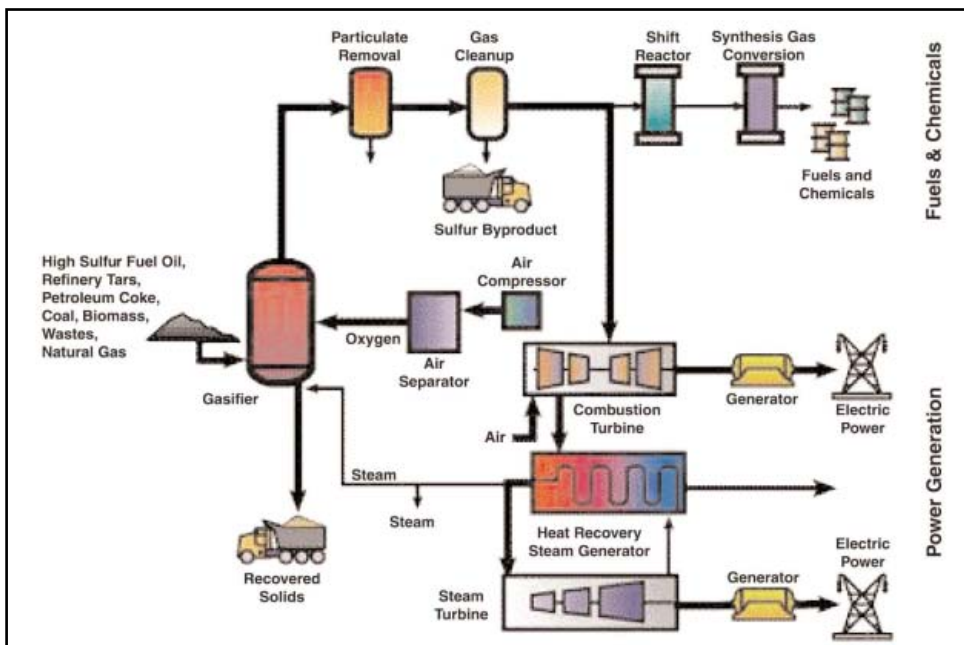 Particulate
Removal
Gas
Cleanup
Shift
Reactor
Synthesis Gas
Conversion
Fuels and
Chemicals
Fuels & Chemicals
Sulfur Byproduct
High Sulfur Fuel Oil,
Refinery Tars,
Petroleum Coke,
Coal, Biomass,
Wastes,
Natural Gas
Air
Compressor
Oxygen
Air
Separator
Gasifier
Combustion
Turbine
Generator
Electric
Power
Air
Steam
Steam
Heat Recovery
Steam Generator
Power Generation
Recovered
Solids
Steam
Turbine
Generator
Electric
Power